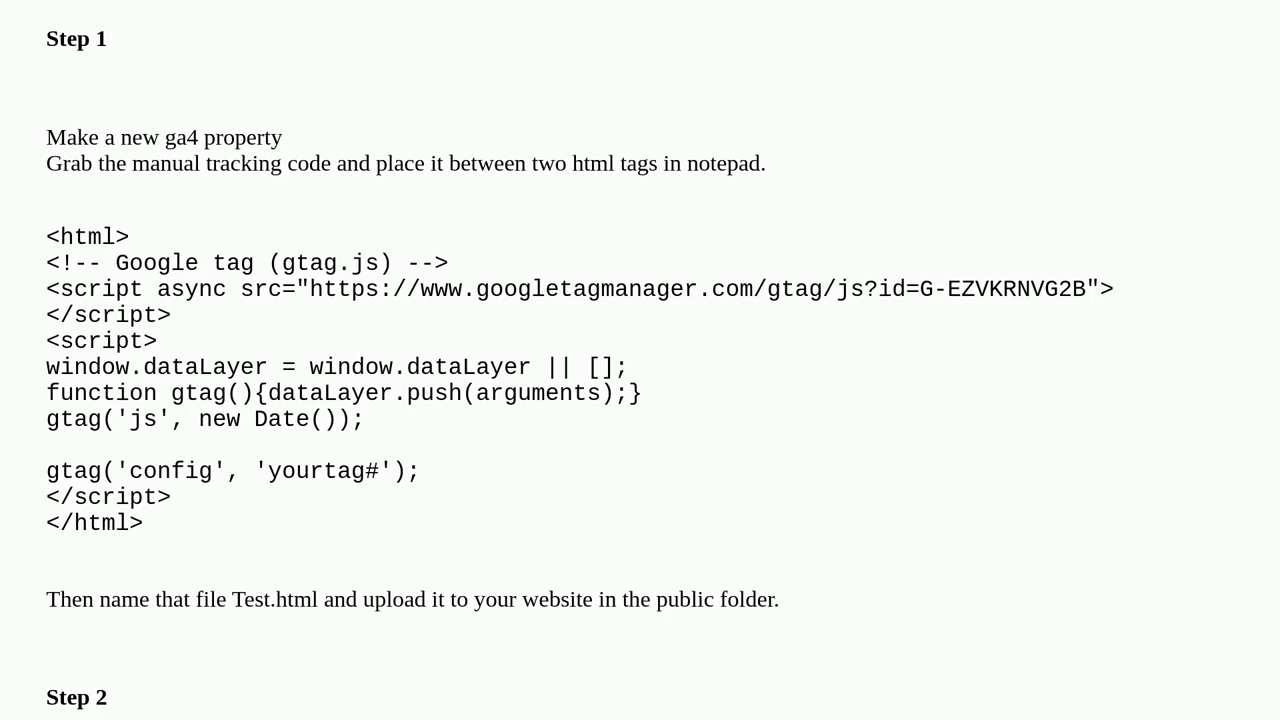 Step 1
Make a new ga4 property
Grab the manual tracking code and place it between two html tags in notepad.
<html>
<!-- Google tag (gtag.js) -->
<script async src="https://www.googletagmanager.com/gtag/js?id=G-EZVKRNVG2B">
</script>
<script>
window.dataLayer = window.dataLayer || [];
function gtag(){dataLayer.push(arguments);}
gtag('js', new Date());
gtag('config', 'yourtag#');
</script>
</html>
Then name that file Test.html and upload it to your website in the public folder.
Step 2